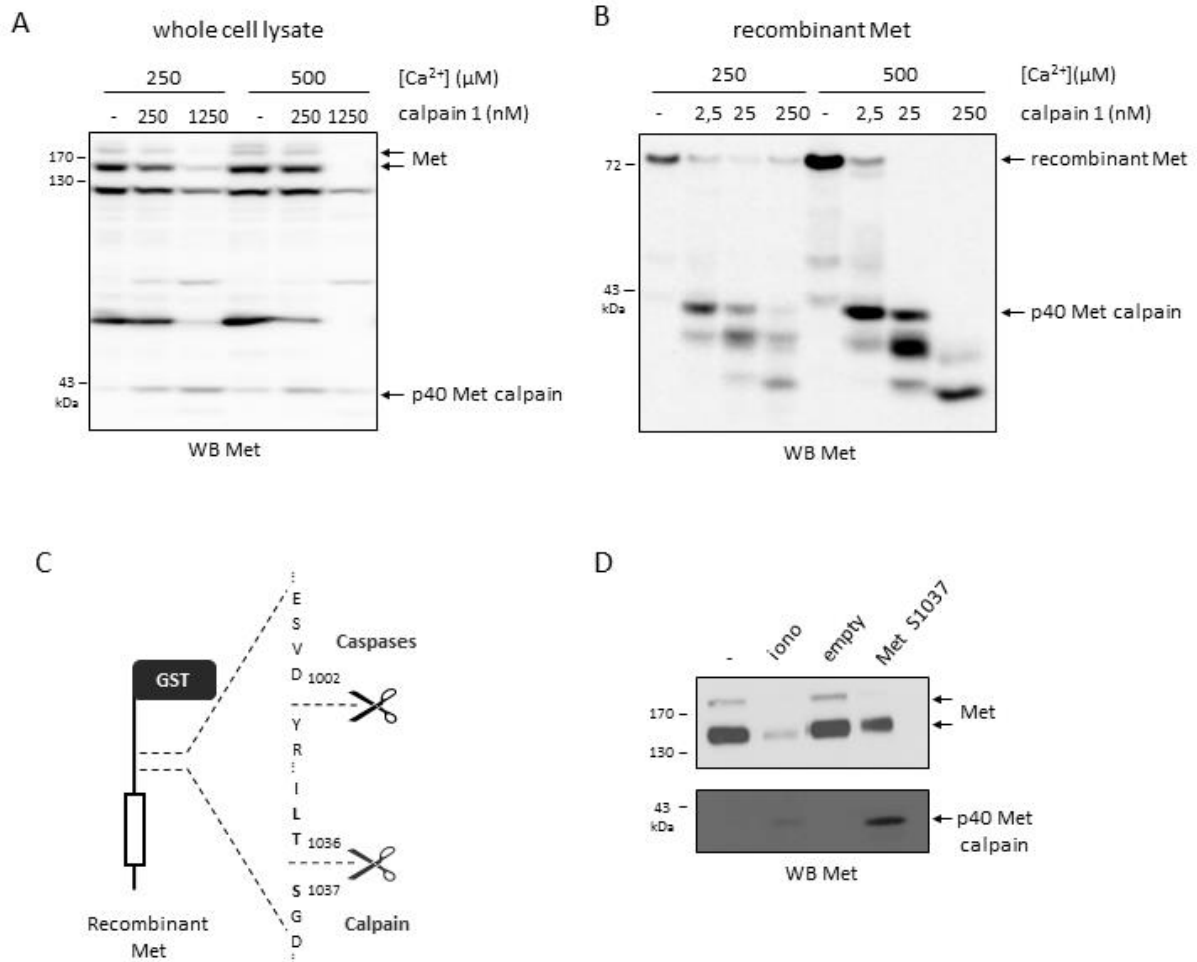 A
whole cell lysate
250 500 [Ca²⁺] (µM)
- 250 1250 - 250 1250 calpain 1 (nM)
170 –
130 –
Met
43 –
kDa
p40 Met calpain
WB Met
B
recombinant Met
250 500 [Ca²⁺](µM)
- 2,5 25 250 - 2,5 25 250 calpain 1 (nM)
72 –
recombinant Met
43 –
kDa
p40 Met calpain
WB Met
C
GST
Recombinant
Met
⋮
E
S
V
D 1002
Caspases
Y
R
⋮
I
L
T 1036
S 1037
G
D
⋮
Calpain
D
- iono empty Met S1037
170 –
130 –
Met
43 –
kDa
p40 Met
calpain
WB Met